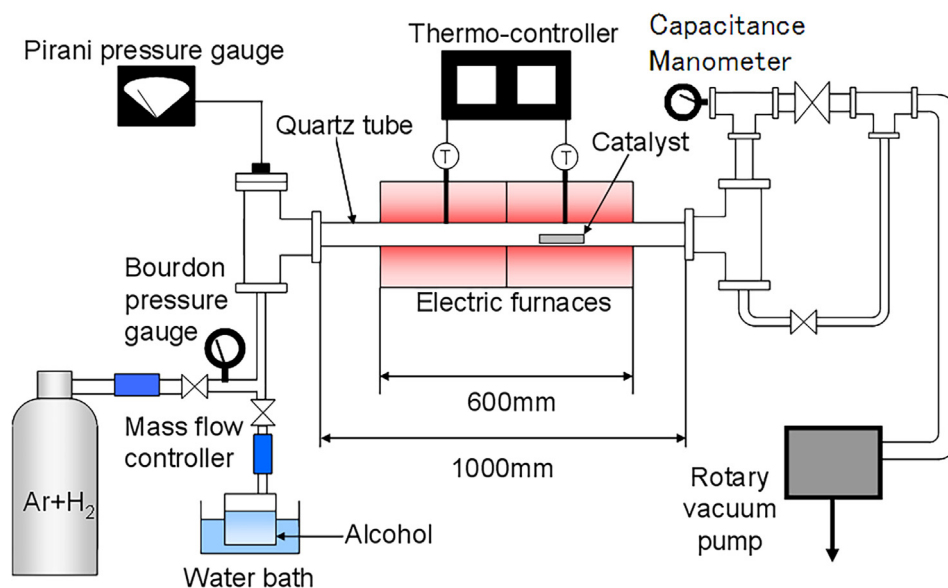 Pirani pressure gauge
Thermo-controller
Capacitance
Manometer
Quartz tube
T
T
Catalyst
Bourdon
pressure
gauge
Electric furnaces
600mm
Mass flow
controller
1000mm
Ar+H2
Alcohol
Water bath
Rotary
vacuum
pump